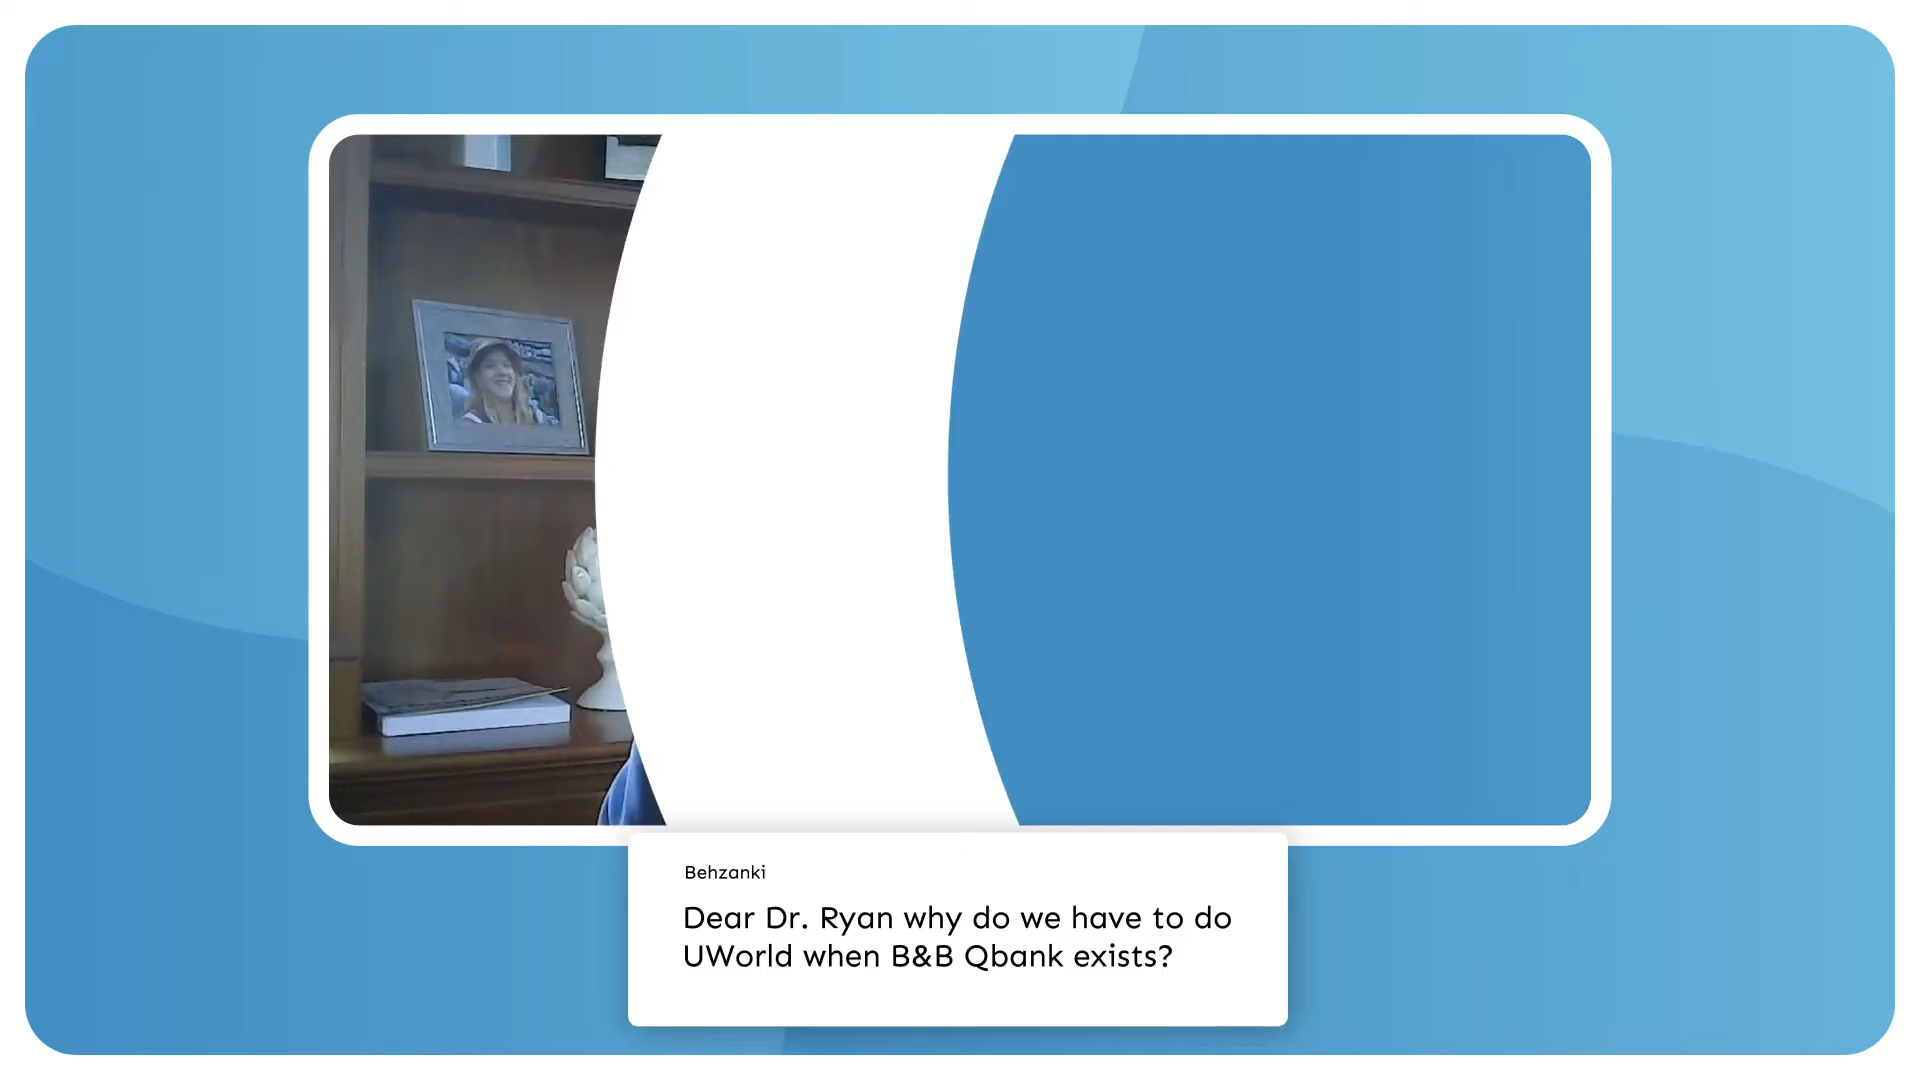 Behzanki
Dear Dr. Ryan why do we have to do
UWorld when B&B Qbank exists?